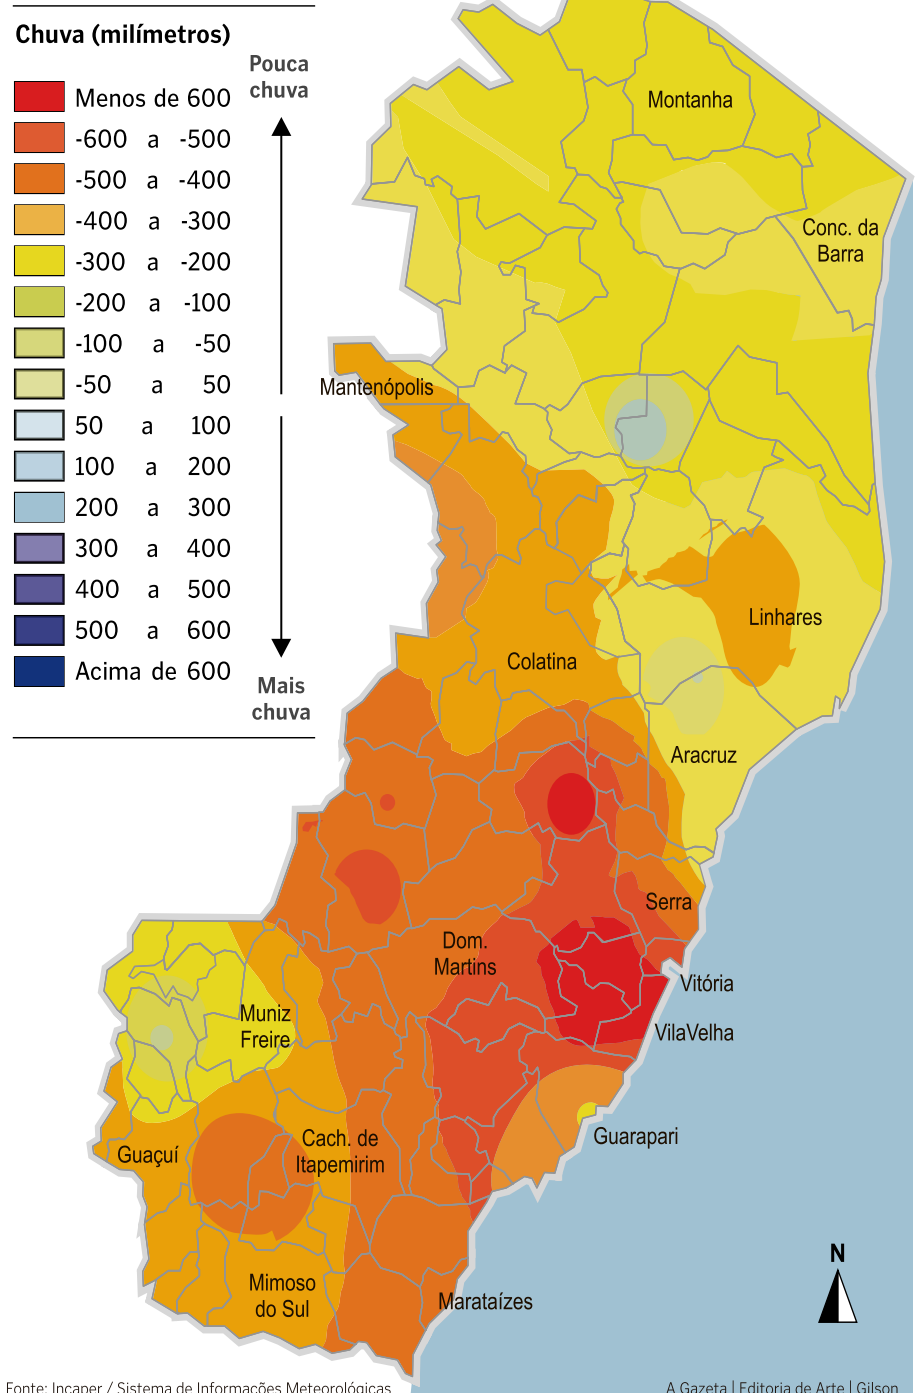 Chuva (milímetros)
Pouca
chuva
Menos de 600
-600 a -500
-500 a -400
-400 a -300
-300 a -200
-200 a -100
-100 a -50
-50 a 50
50 a 100
100 a 200
200 a 300
300 a 400
400 a 500
500 a 600
Acima de 600
Mais
chuva
Montanha
Conc. da
Barra
Mantenópolis
Linhares
Colatina
Aracruz
Serra
Dom.
Martins
Vitória
Muniz
Freire
VilaVelha
Guarapari
Cach. de
Itapemirim
Guaçuí
Mimoso
do Sul
Marataízes
N
Fonte: Incaper / Sistema de Informações Meteorológicas
A Gazeta | Editoria de Arte | Gilson